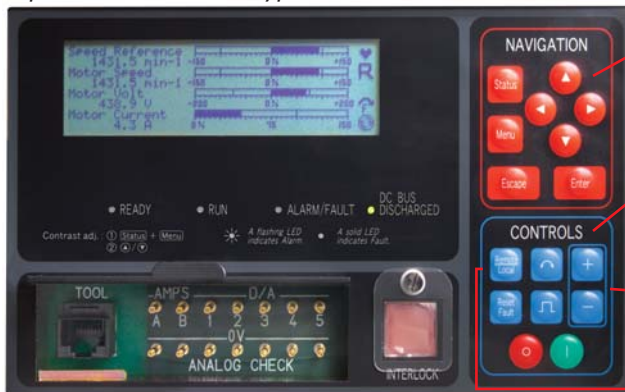 Speed Reference
1431.5 min-1 -150 0% +150
Motor Speed
1431.5 min-1 -150 0% +150
Motor Volt
438.9 V -200 0% +200
Motor Current
4.3 A 0% 75 150
R
NAVIGATION
Status
Menu
Escape Enter
READY RUN ALARM/FAULT DC BUS
DISCHARGED
Contrast adj. : ① Status + Menu
② ▲/▼
A flashing LED
indicates Alarm.
A solid LED
indicates Fault.
CONTROLS
Remote
Local
+
Reset
Fault
−
O I
TOOL
AMPS D/A
A B 1 2 3 4 5
0V
ANALOG CHECK
INTERLOCK